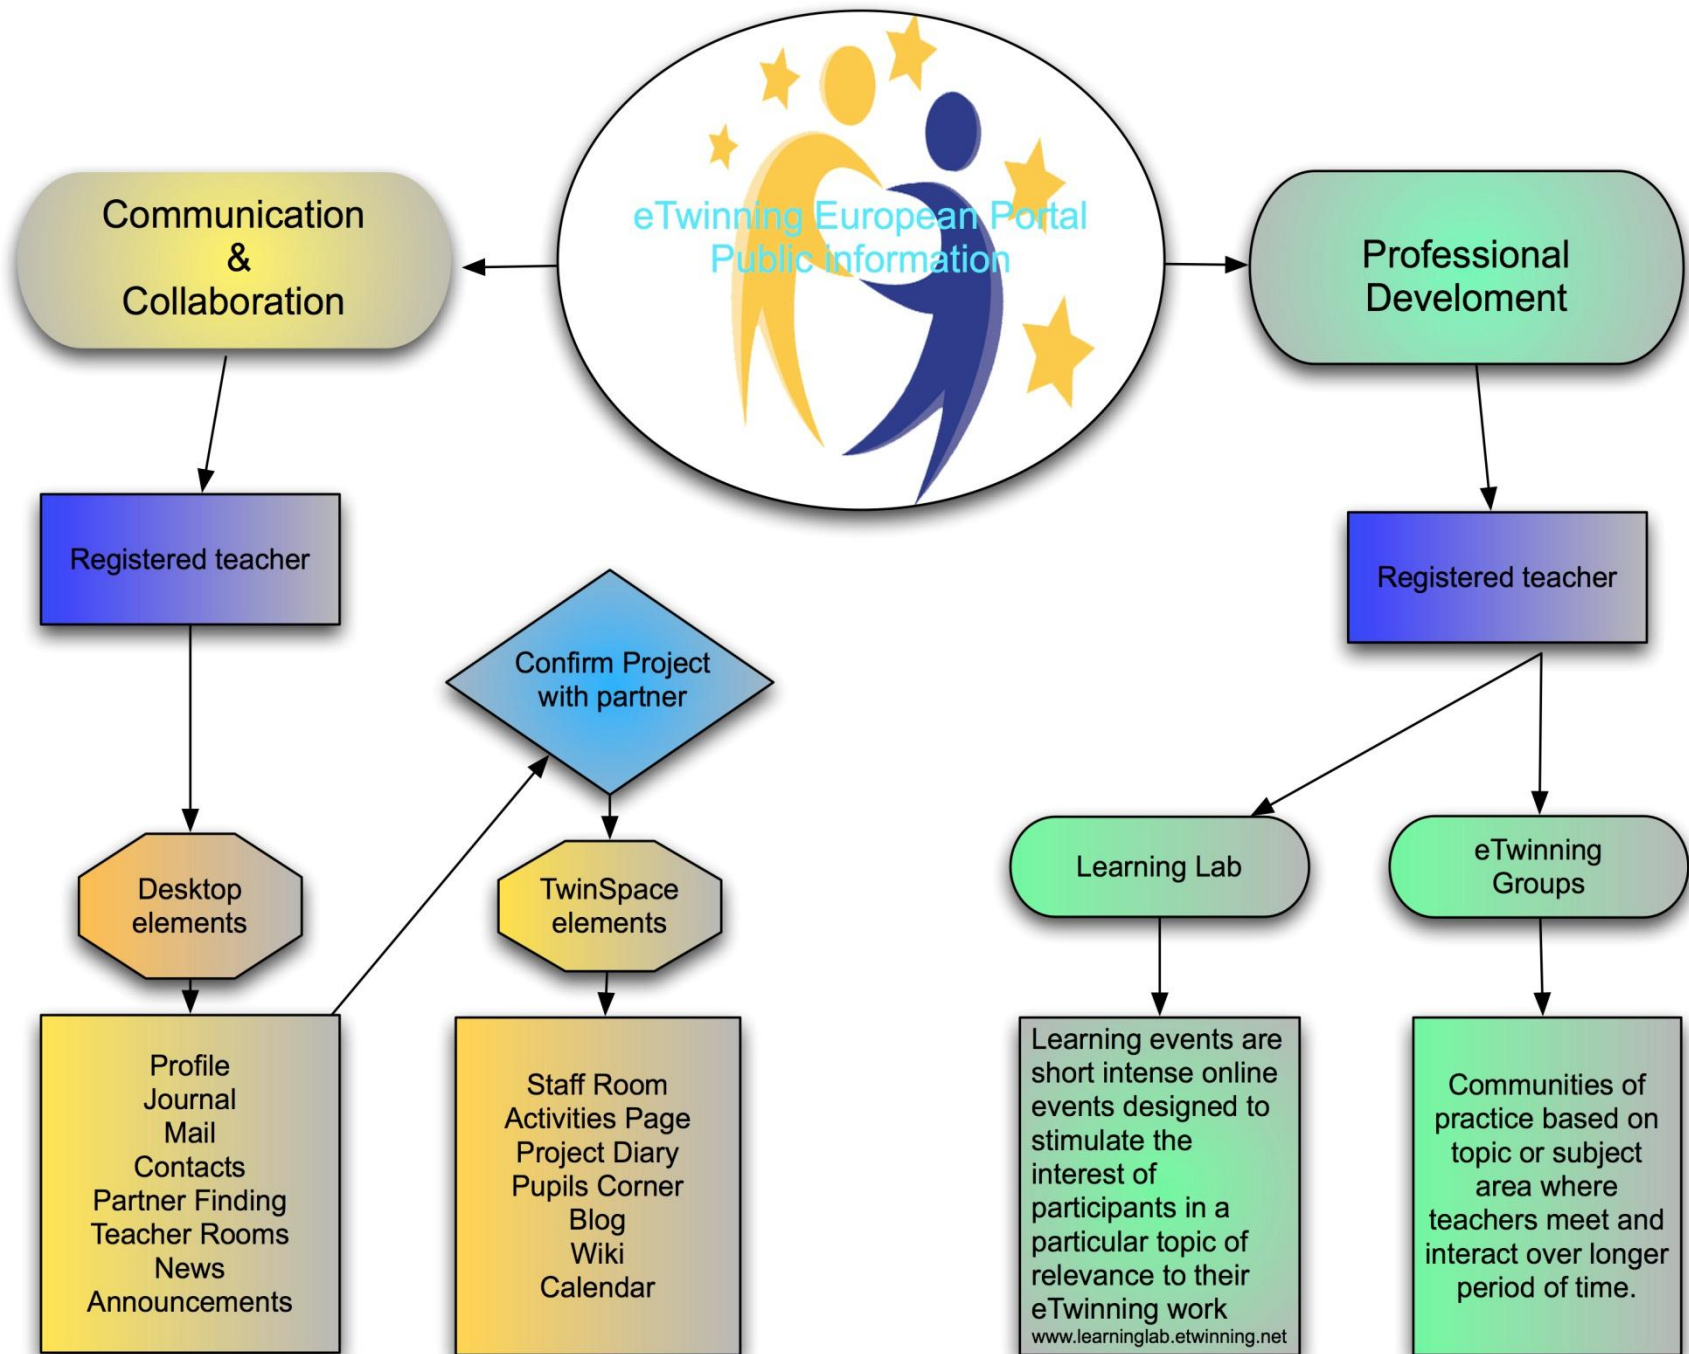 eTwinning European Portal
Public information
Communication
&
Collaboration
Professional
Develoment
Registered teacher
Registered teacher
Confirm Project
with partner
Desktop
elements
TwinSpace
elements
Learning Lab
eTwinning
Groups
Profile
Journal
Mail
Contacts
Partner Finding
Teacher Rooms
News
Announcements
Staff Room
Activities Page
Project Diary
Pupils Corner
Blog
Wiki
Calendar
Learning events are
short intense online
events designed to
stimulate the
interest of
participants in a
particular topic of
relevance to their
eTwinning work
www.learninglab.etwinning.net
Communities of
practice based on
topic or subject
area where
teachers meet and
interact over longer
period of time.